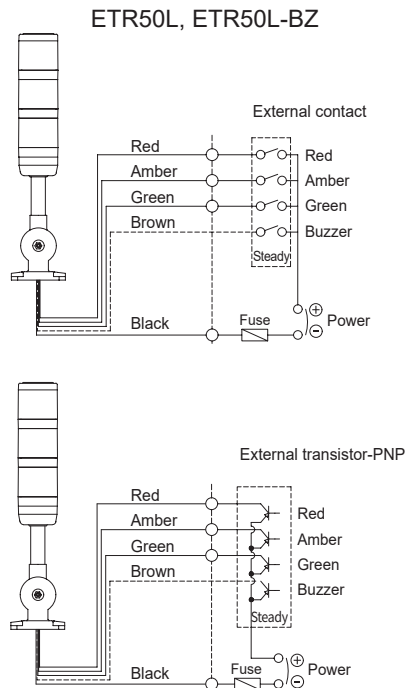 ETR50L, ETR50L-BZ
External contact
Red
Red
Amber
Amber
Green
Green
Brown
Buzzer
Steady
Black
Fuse
+
Power
−
External transistor-PNP
Red
Red
Amber
Amber
Green
Green
Brown
Buzzer
Steady
Black
Fuse
+
Power
−